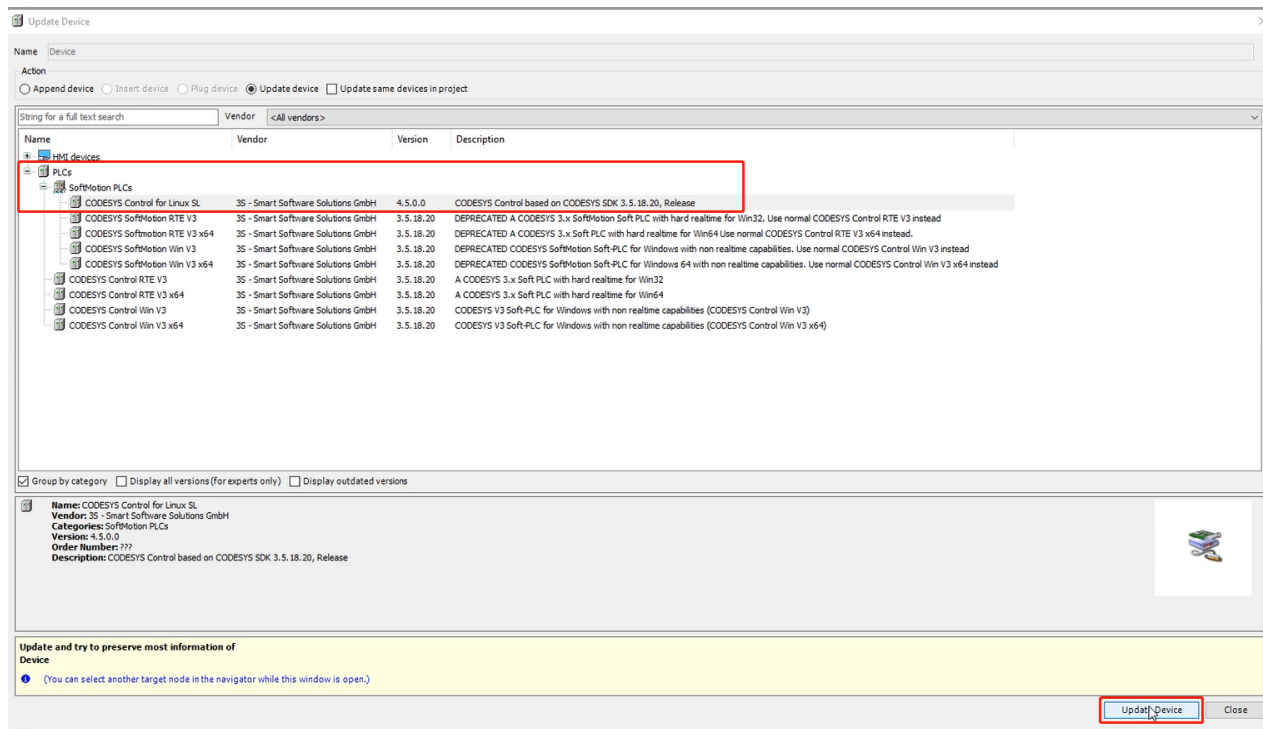 Update Device
Name Device
Action
Append device Insert device Plug device Update device Update same devices in project
String for a full text search Vendor <All vendors>
Name Vendor Version Description
HMI devices
PLCs
SoftMotion PLCs
CODESYS Control for Linux SL 3S - Smart Software Solutions GmbH 4.5.0.0 CODESYS Control based on CODESYS SDK 3.5.18.20, Release
CODESYS SoftMotion RTE V3 3S - Smart Software Solutions GmbH 3.5.18.20 DEPRECATED A CODESYS 3.x SoftMotion Soft PLC with hard realtime for Win32. Use normal CODESYS Control RTE V3 instead
CODESYS Softmotion RTE V3 x64 3S - Smart Software Solutions GmbH 3.5.18.20 DEPRECATED A CODESYS 3.x Soft PLC with hard realtime for Win64 Use normal CODESYS Control RTE V3 x64 instead.
CODESYS SoftMotion Win V3 3S - Smart Software Solutions GmbH 3.5.18.20 DEPRECATED CODESYS SoftMotion Soft-PLC for Windows with non realtime capabilities. Use normal CODESYS Control Win V3 instead
CODESYS SoftMotion Win V3 x64 3S - Smart Software Solutions GmbH 3.5.18.20 DEPRECATED CODESYS SoftMotion Soft-PLC for Windows 64 with non realtime capabilities. Use normal CODESYS Control Win V3 x64 instead
CODESYS Control RTE V3 3S - Smart Software Solutions GmbH 3.5.18.20 A CODESYS 3.x Soft PLC with hard realtime for Win32
CODESYS Control RTE V3 x64 3S - Smart Software Solutions GmbH 3.5.18.20 A CODESYS 3.x Soft PLC with hard realtime for Win64
CODESYS Control Win V3 3S - Smart Software Solutions GmbH 3.5.18.20 CODESYS V3 Soft-PLC for Windows with non realtime capabilities (CODESYS Control Win V3)
CODESYS Control Win V3 x64 3S - Smart Software Solutions GmbH 3.5.18.20 CODESYS V3 Soft-PLC for Windows with non realtime capabilities (CODESYS Control Win V3 x64)
Group by category Display all versions (for experts only) Display outdated versions
Name: CODESYS Control for Linux SL
Vendor: 3S - Smart Software Solutions GmbH
Categories: SoftMotion PLCs
Version: 4.5.0.0
Order Number: ???
Description: CODESYS Control based on CODESYS SDK 3.5.18.20, Release
Update and try to preserve most information of
Device
(You can select another target node in the navigator while this window is open.)
Update Device Close